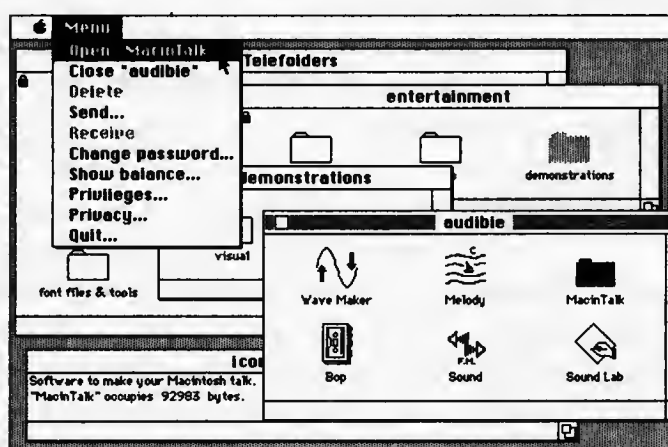 Menu
Open "MacinTalk"
Close "audible"
Delete
Send...
Receive
Change password...
Show balance...
Privileges...
Privacy...
Quit...
Telefolders
entertainment
demonstrations
demonstrations
visual
font files & tools
audible
Wave Maker
Melody
MacinTalk
Bop
F.M.
Sound
Sound Lab
Software to make your Macintosh talk.
"MacinTalk" occupies 92983 bytes.